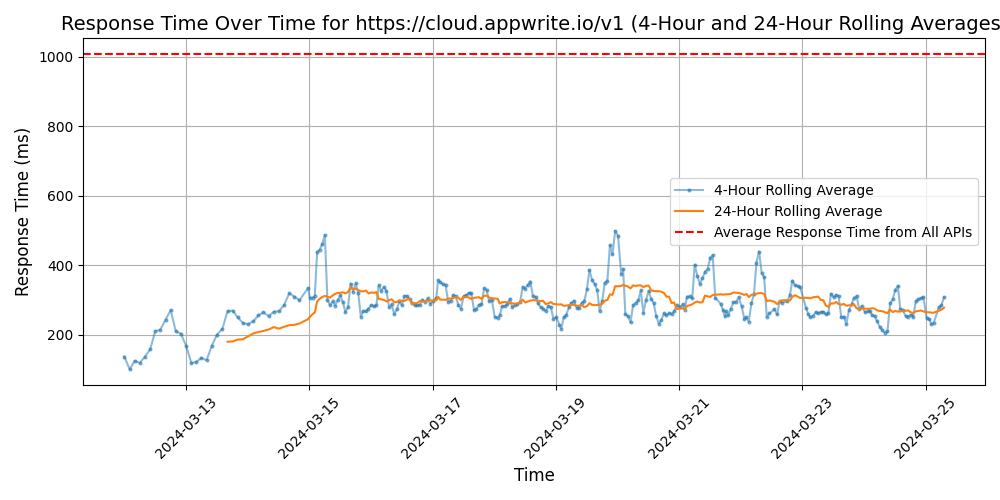 Response Time Over Time for https://cloud.appwrite.io/v1 (4-Hour and 24-Hour Rolling Averages
Response Time (ms)
1000
800
600
400
200
4-Hour Rolling Average
24-Hour Rolling Average
Average Response Time from All APIs
2024-03-13
2024-03-15
2024-03-17
2024-03-19
2024-03-21
2024-03-23
2024-03-25
Time